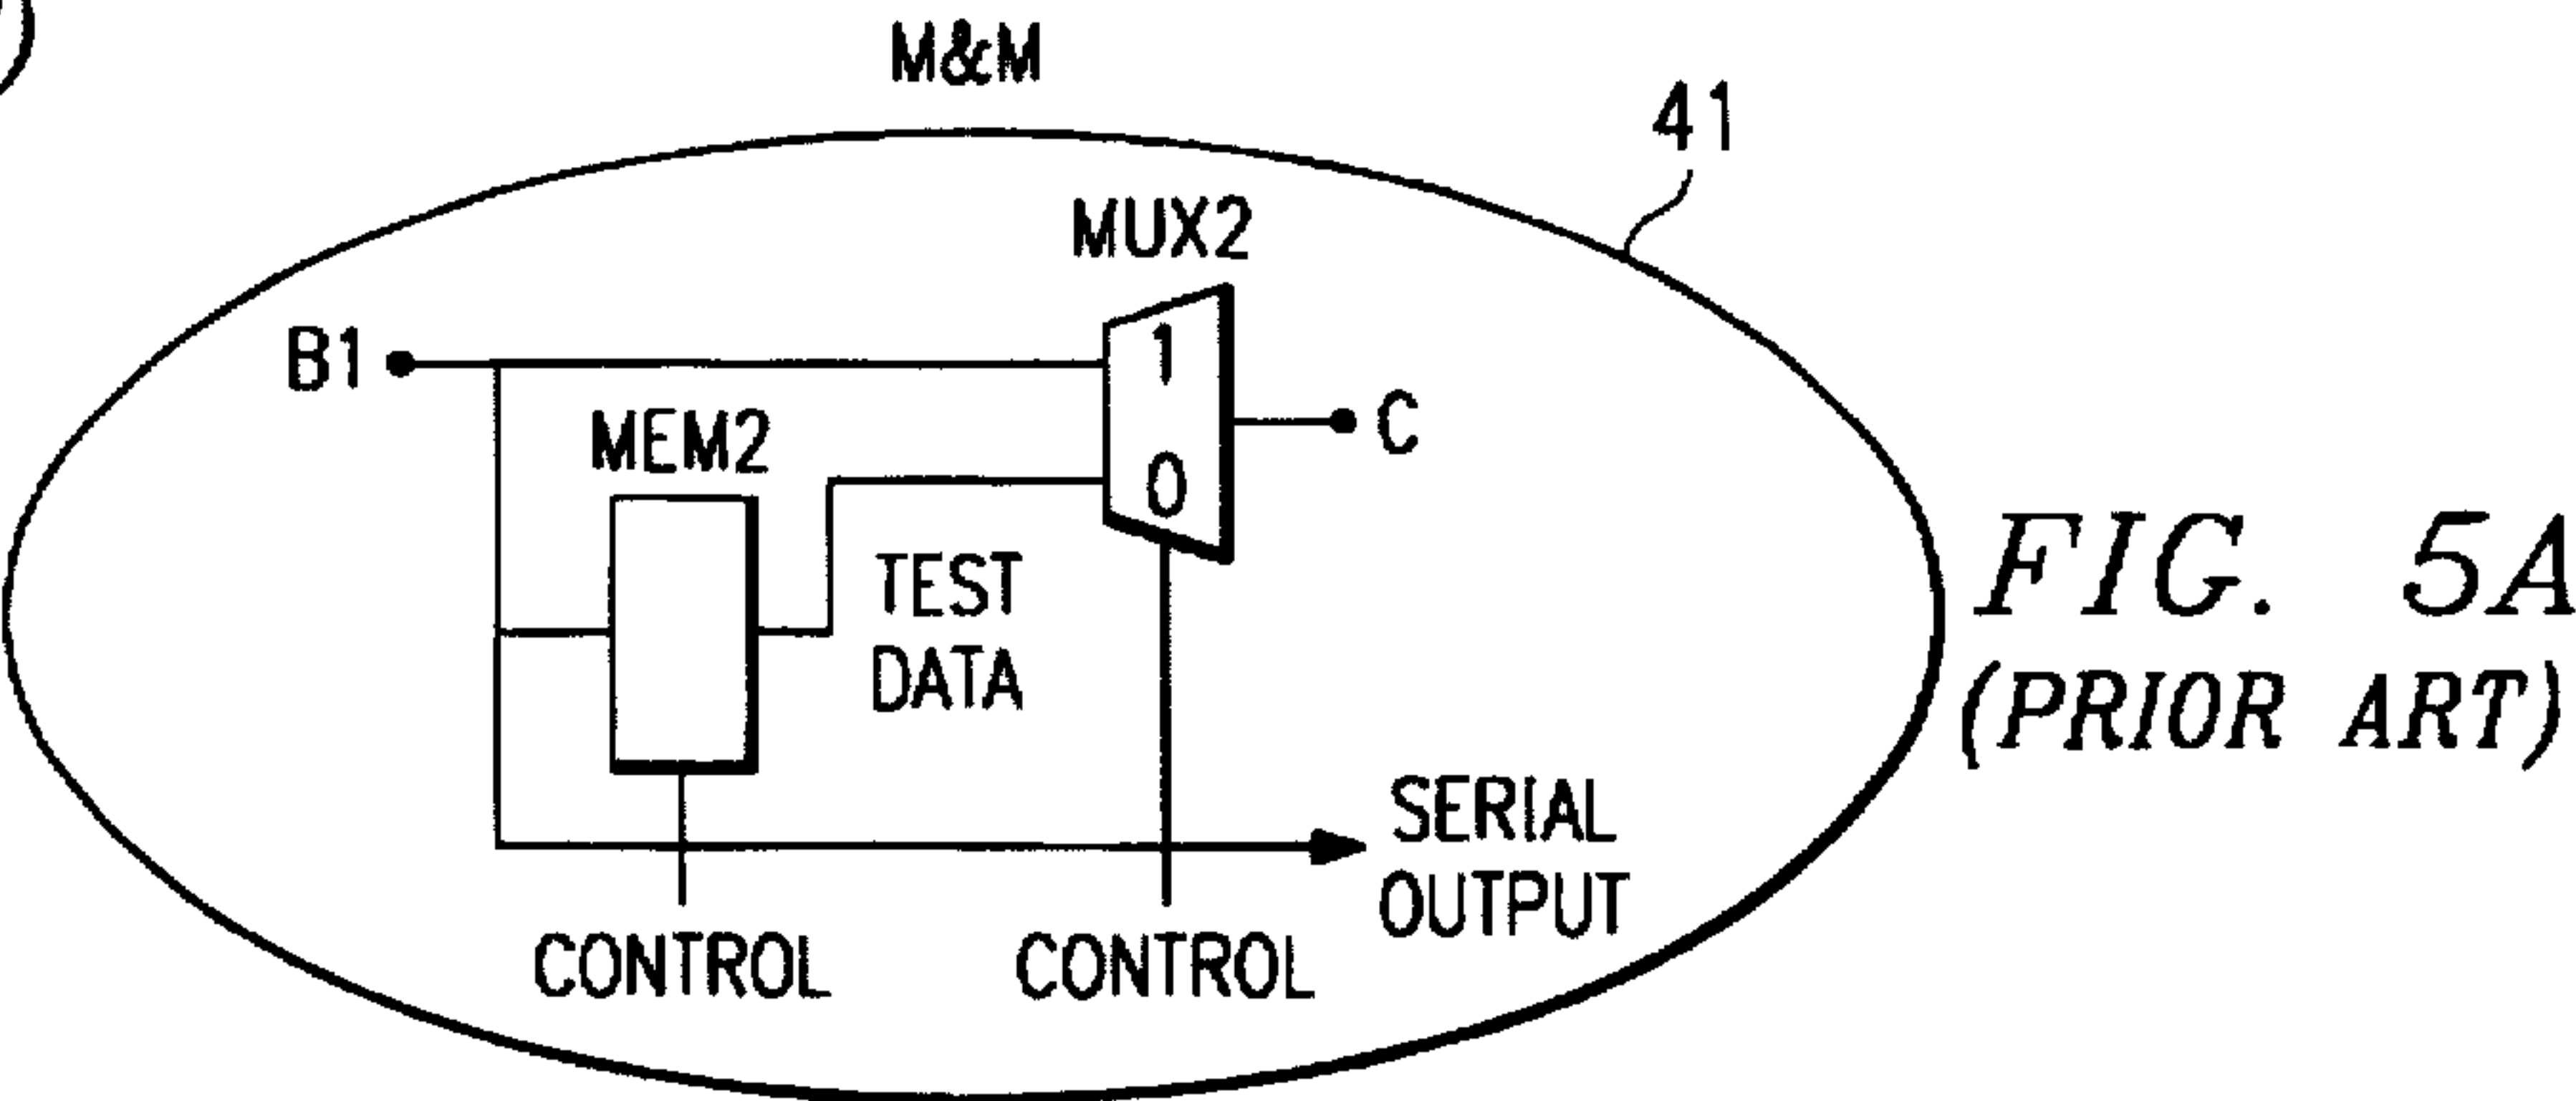 M&M
41
MUX2
B1
1
MEM2
C
0
TEST
DATA
FIG. 5A
(PRIOR ART)
SERIAL
OUTPUT
CONTROL
CONTROL